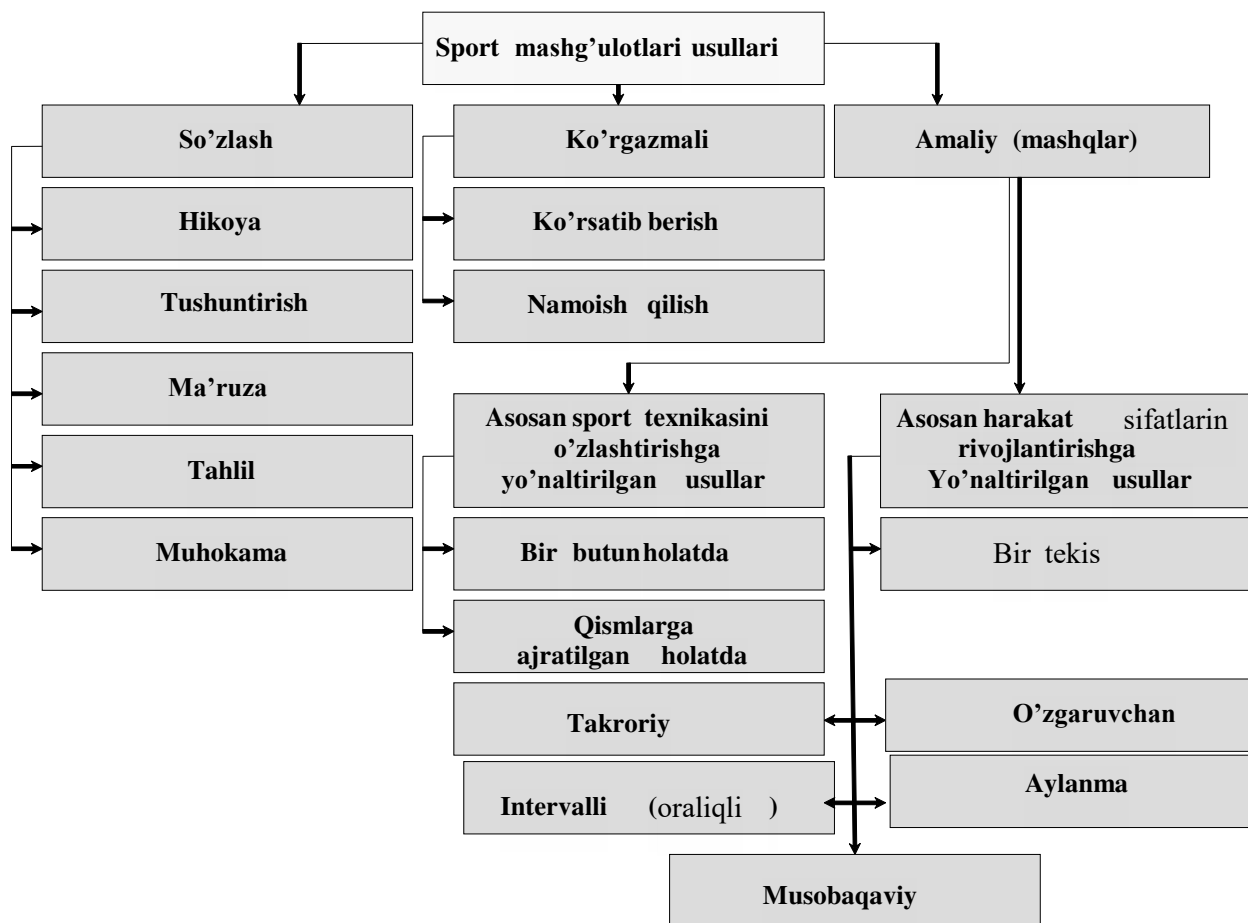 Sport mashg’ulotlari usullari
So’zlash
Ko’rgazmali
Amaliy (mashqlar)
Hikoya
Ko’rsatib berish
Tushuntirish
Namoish qilish
Ma’ruza
Tahlil
Muhokama
Asosan sport texnikasini
o’zlashtirishga
yo’naltirilgan usullar
Asosan harakat sifatlarin
rivojlantirishga
Yo’naltirilgan usullar
Bir butun holatda
Bir tekis
Qismlarga
ajratilgan holatda
Takroriy
O’zgaruvchan
Intervalli (oraliqli )
Aylanma
Musobaqaviy